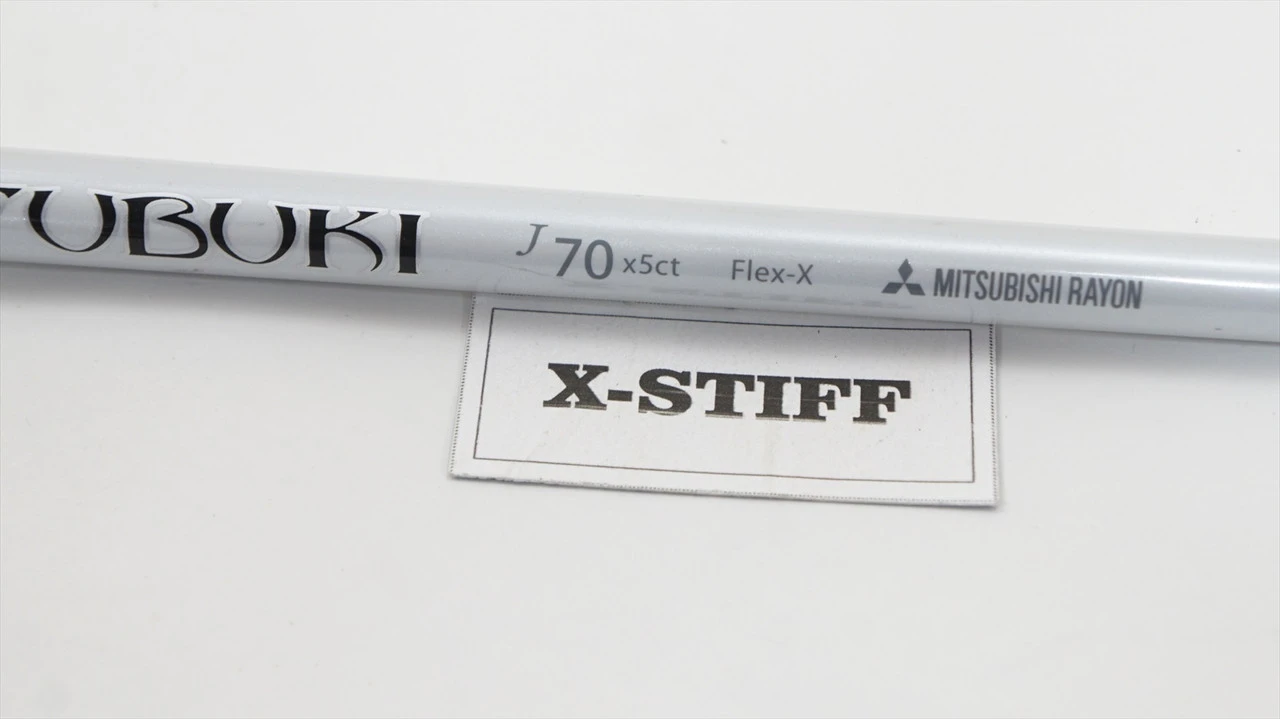 UBUKI J 70 x5ct Flex-X MITSUBISHI RAYON
X-STIFF